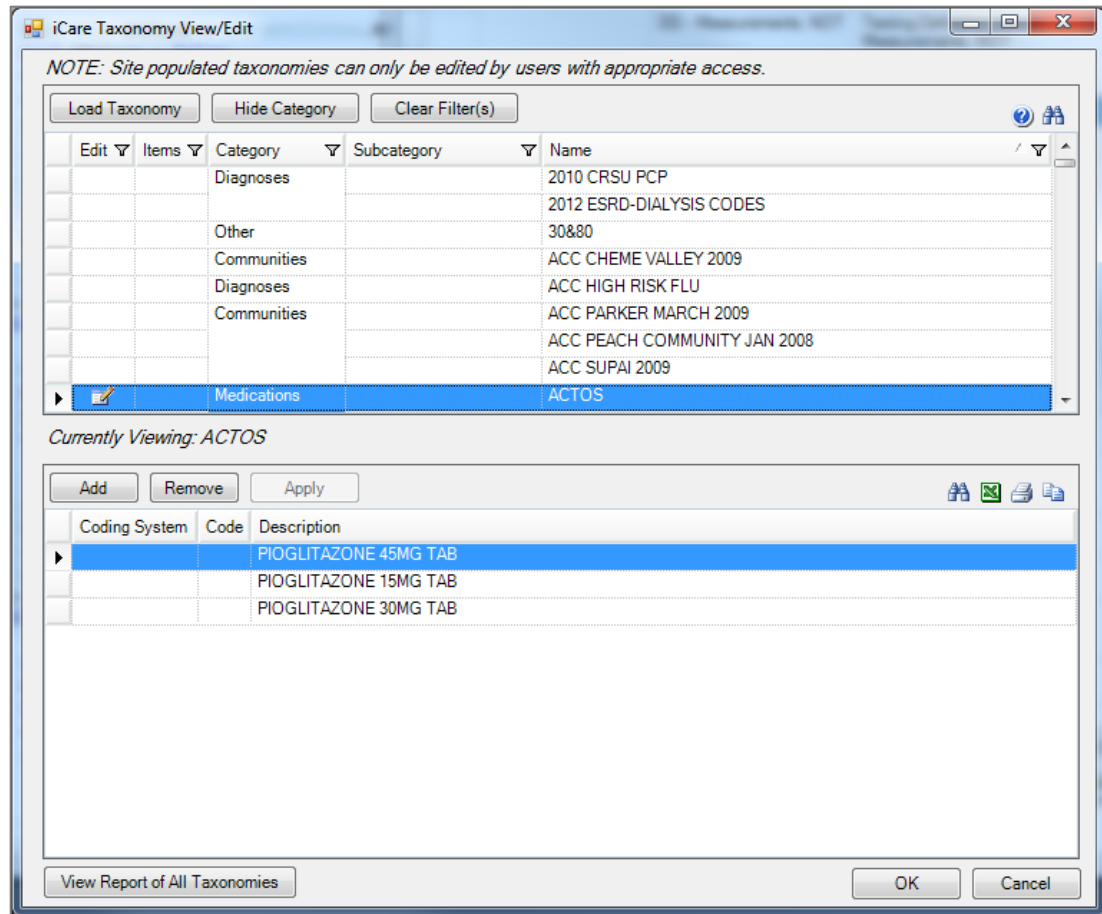 iCare Taxonomy View/Edit
NOTE: Site populated taxonomies can only be edited by users with appropriate access.
Load Taxonomy Hide Category Clear Filter(s)
Edit Items Category Subcategory Name
Diagnoses 2010 CRSU PCP
2012 ESRD-DIALYSIS CODES
Other 30&80
Communities ACC CHEME VALLEY 2009
Diagnoses ACC HIGH RISK FLU
Communities ACC PARKER MARCH 2009
ACC PEACH COMMUNITY JAN 2008
ACC SUPAI 2009
Medications ACTOS
Currently Viewing: ACTOS
Add Remove Apply
Coding System Code Description
PIOGLITAZONE 45MG TAB
PIOGLITAZONE 15MG TAB
PIOGLITAZONE 30MG TAB
View Report of All Taxonomies OK Cancel